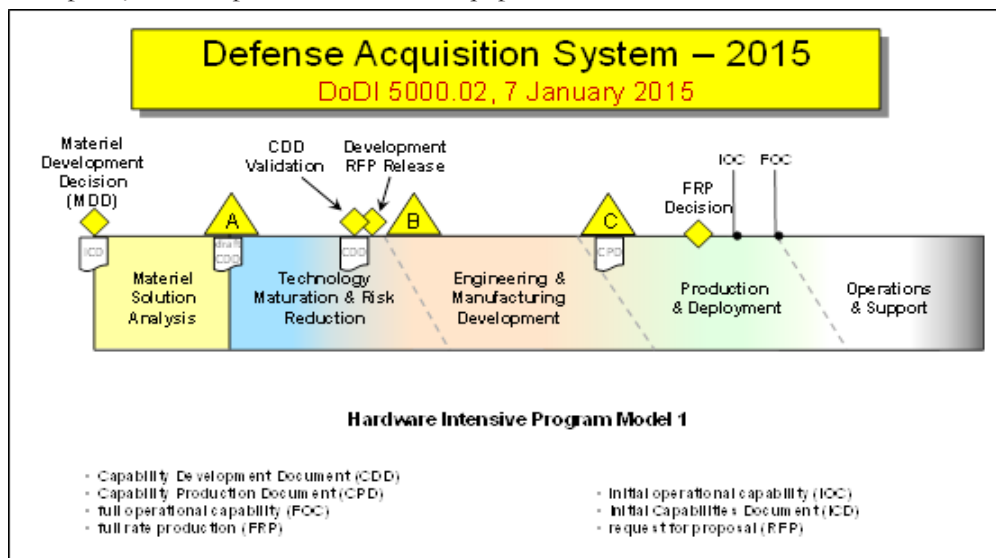 Defense Acquisition System – 2015
DoDI 5000.02, 7 January 2015
Materiel
Development
Decision
(MDD)
CDD
Validation
Development
RFP Release
IOC
FOC
FRP
Decision
A
B
C
ICD
draft
CDD
CDD
CPD
Materiel
Solution
Analysis
Technology
Maturation & Risk
Reduction
Engineering &
Manufacturing
Development
Production
& Deployment
Operations
& Support
Hardware Intensive Program Model 1
- Capability Development Document (CDD)
- Capability Production Document (CPD)
- full operational capability (FOC)
- full rate production (FRP)
- Initial operational capability (IOC)
- Initial Capabilities Document (ICD)
- request for proposal (RFP)